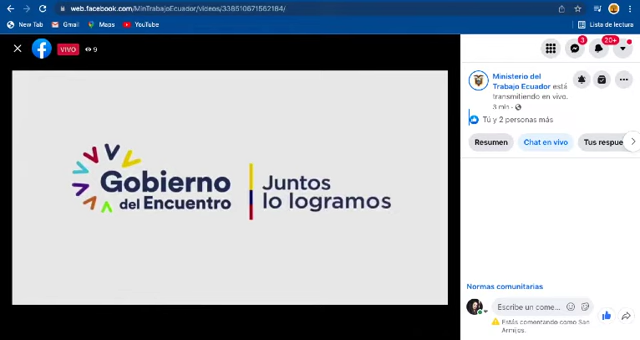 web.facebook.com/MinTrabajoEcuador/videos/338510671562184/
New Tab
Gmail
Maps
YouTube
Lista de lectura
VIVO
9
3
20+
Ministerio del
Trabajo Ecuador está
transmitiendo en vivo.
3 min ·
Tú y 2 personas más
Resumen
Chat en vivo
Tus respue
Gobierno
del Encuentro
Juntos
lo logramos
Normas comunitarias
Escribe un come...
Estás comentando como San
Armijos.